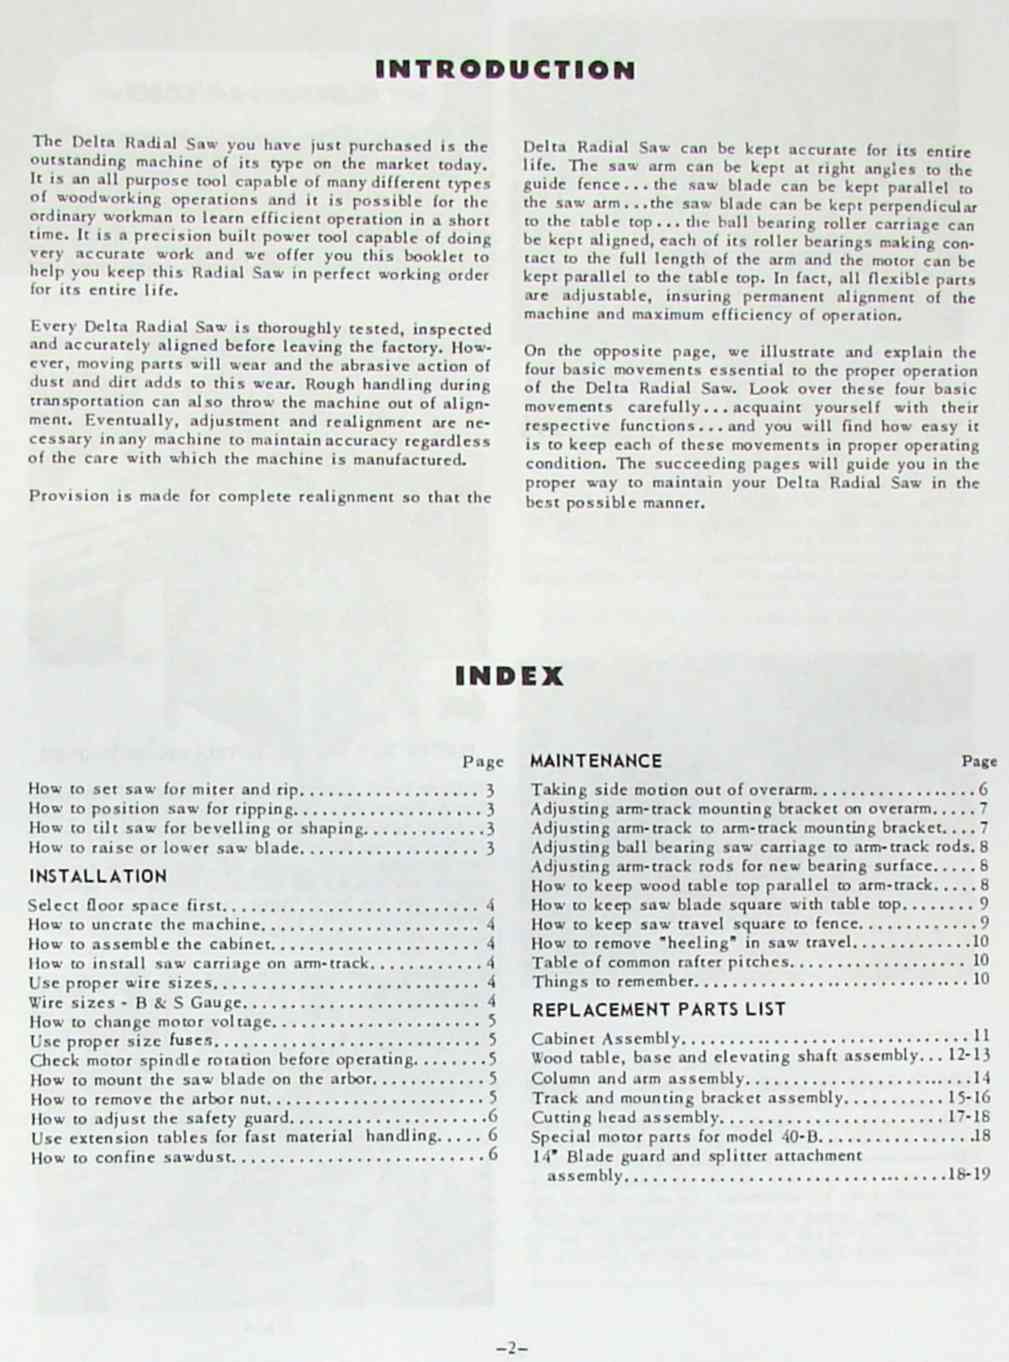 INTRODUCTION
The Delta Radial Saw you have just purchased is the
outstanding machine of its type on the market today.
It is an all purpose tool capable of many different types
of woodworking operations and it is possible for the
ordinary workman to learn efficient operation in a short
time. It is a precision built power tool capable of doing
very accurate work and we offer you this booklet to
help you keep this Radial Saw in perfect working order
for its entire life.
Every Delta Radial Saw is thoroughly tested, inspected
and accurately aligned before leaving the factory. How-
ever, moving parts will wear and the abrasive action of
dust and dirt adds to this wear. Rough handling during
transportation can also throw the machine out of align-
ment. Eventually, adjustment and realignment are ne-
cessary in any machine to maintain accuracy regardless
of the care with which the machine is manufactured.
Provision is made for complete realignment so that the
Delta Radial Saw can be kept accurate for its entire
life. The saw arm can be kept at right angles to the
guide fence...the saw blade can be kept parallel to
the saw arm...the saw blade can be kept perpendicular
to the table top...the ball bearing roller carriage can
be kept aligned, each of its roller bearings making con-
tact to the full length of the arm and the motor can be
kept parallel to the table top. In fact, all flexible parts
are adjustable, insuring permanent alignment of the
machine and maximum efficiency of operation.
On the opposite page, we illustrate and explain the
four basic movements essential to the proper operation
of the Delta Radial Saw. Look over these four basic
movements carefully...acquaint yourself with their
respective functions...and you will find how easy it
is to keep each of these movements in proper operating
condition. The succeeding pages will guide you in the
proper way to maintain your Delta Radial Saw in the
best possible manner.
INDEX
Page
How to set saw for miter and rip................... 3
How to position saw for ripping.................... 3
How to tilt saw for bevelling or shaping.............3
How to raise or lower saw blade................... 3
INSTALLATION
Select floor space first........................... 4
How to uncrate the machine....................... 4
How to assemble the cabinet...................... 4
How to install saw carriage on arm-track............ 4
Use proper wire sizes............................ 4
Wire sizes - B & S Gauge......................... 4
How to change motor voltage...................... 5
Use proper size fuses............................ 5
Check motor spindle rotation before operating........5
How to mount the saw blade on the arbor............ 5
How to remove the arbor nut....................... 5
How to adjust the safety guard.....................6
Use extension tables for fast material handling..... 6
How to confine sawdust...........................6
MAINTENANCE Page
Taking side motion out of overarm.................6
Adjusting arm-track mounting bracket on overarm.....7
Adjusting arm-track to arm-track mounting bracket....7
Adjusting ball bearing saw carriage to arm-track rods.8
Adjusting arm-track rods for new bearing surface.....8
How to keep wood table top parallel to arm-track.....8
How to keep saw blade square with table top........ 9
How to keep saw travel square to fence.............9
How to remove "heeling" in saw travel.............10
Table of common rafter pitches................... 10
Things to remember............................. 10
REPLACEMENT PARTS LIST
Cabinet Assembly............................... 11
Wood table, base and elevating shaft assembly... 12-13
Column and arm assembly........................14
Track and mounting bracket assembly........... 15-16
Cutting head assembly........................ 17-18
Special motor parts for model 40-B.................18
14" Blade guard and splitter attachment
assembly...................................18-19
-2-